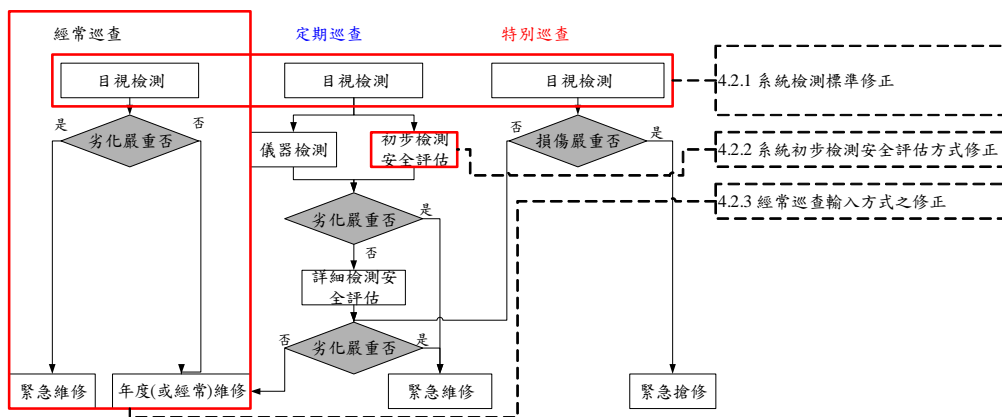 經常巡查
定期巡查
特別巡查
目視檢測
目視檢測
目視檢測
4.2.1 系統檢測標準修正
是
劣化嚴重否
否
儀器檢測
初步檢測
安全評估
否
損傷嚴重否
是
4.2.2 系統初步檢測安全評估方式修正
4.2.3 經常巡查輸入方式之修正
劣化嚴重否
是
否
詳細檢測安
全評估
否
劣化嚴重否
是
緊急維修
年度(或經常)維修
緊急維修
緊急搶修